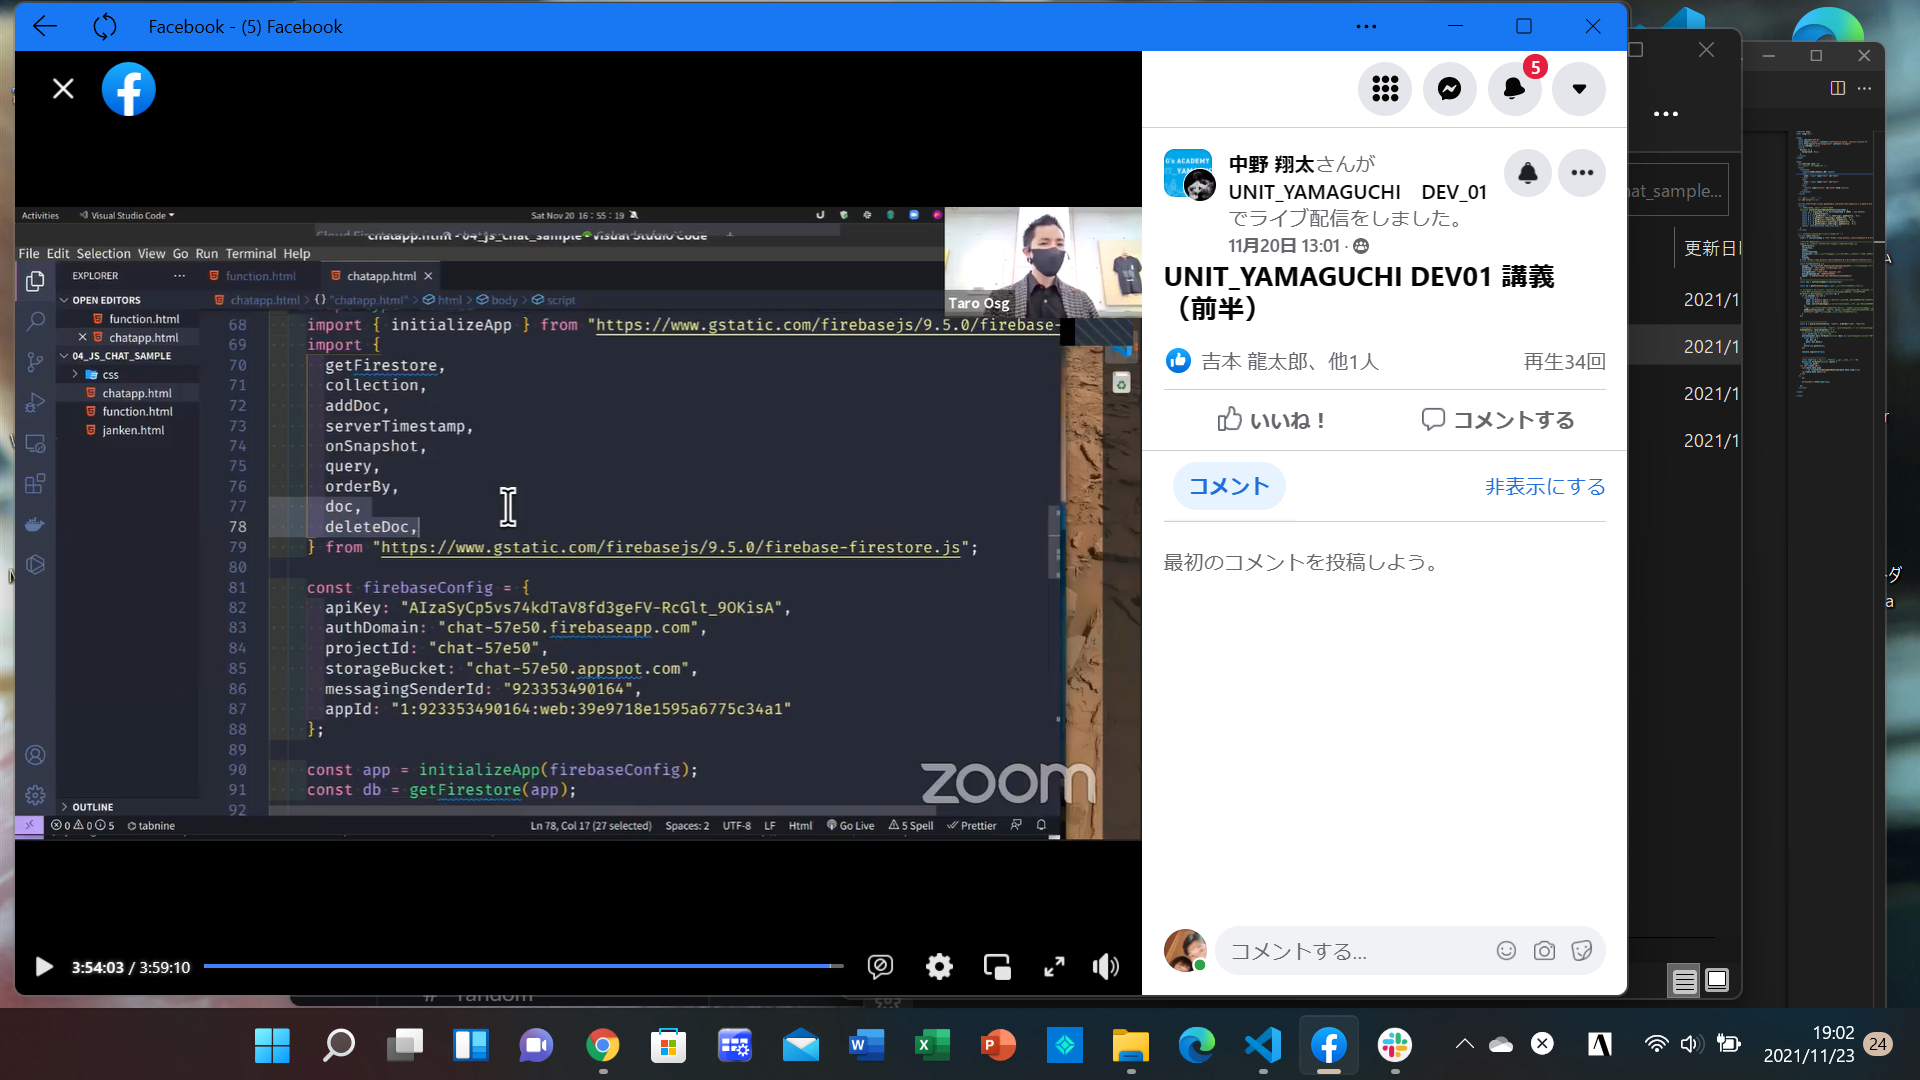 Facebook - (5) Facebook
5
Activities
Visual Studio Code
Sat Nov 20 16:55:19
chatapp.html - 04_js_chat_sample - Visual Studio Code
File Edit Selection View Go Run Terminal Help
EXPLORER
function.html
chatapp.html
OPEN EDITORS
chatapp.html > {} "chatapp.html" > html > body > script
function.html
chatapp.html
04_JS_CHAT_SAMPLE
css
chatapp.html
function.html
janken.html
OUTLINE
68 import { initializeApp } from "https://www.gstatic.com/firebasejs/9.5.0/firebase-
69 import {
70 getFirestore,
71 collection,
72 addDoc,
73 serverTimestamp,
74 onSnapshot,
75 query,
76 orderBy,
77 doc,
78 deleteDoc,
79 } from "https://www.gstatic.com/firebasejs/9.5.0/firebase-firestore.js";
80
81 const firebaseConfig = {
82 apiKey: "AIzaSyCp5vs74kdTaV8fd3geFV-RcGlt_9OKisA",
83 authDomain: "chat-57e50.firebaseapp.com",
84 projectId: "chat-57e50",
85 storageBucket: "chat-57e50.appspot.com",
86 messagingSenderId: "923353490164",
87 appId: "1:923353490164:web:39e9718e1595a6775c34a1"
88 };
89
90 const app = initializeApp(firebaseConfig);
91 const db = getFirestore(app);
92
0 0 5 tabnine
Ln 78, Col 17 (27 selected) Spaces: 2 UTF-8 LF Html Go Live 5 Spell Prettier
Taro Osg
zoom
3:54:03 / 3:59:10
G's ACADEMY
中野 翔太さんが
UNIT_YAMAGUCHI DEV_01
でライブ配信をしました。
11月20日 13:01 ·
UNIT_YAMAGUCHI DEV01 講義
（前半）
吉本 龍太郎、他1人
再生34回
いいね！
コメントする
コメント
非表示にする
最初のコメントを投稿しよう。
コメントする...
at_sample...
更新日
2021/1
2021/1
2021/1
2021/1
# random
ダ
a
19:02
2021/11/23
24